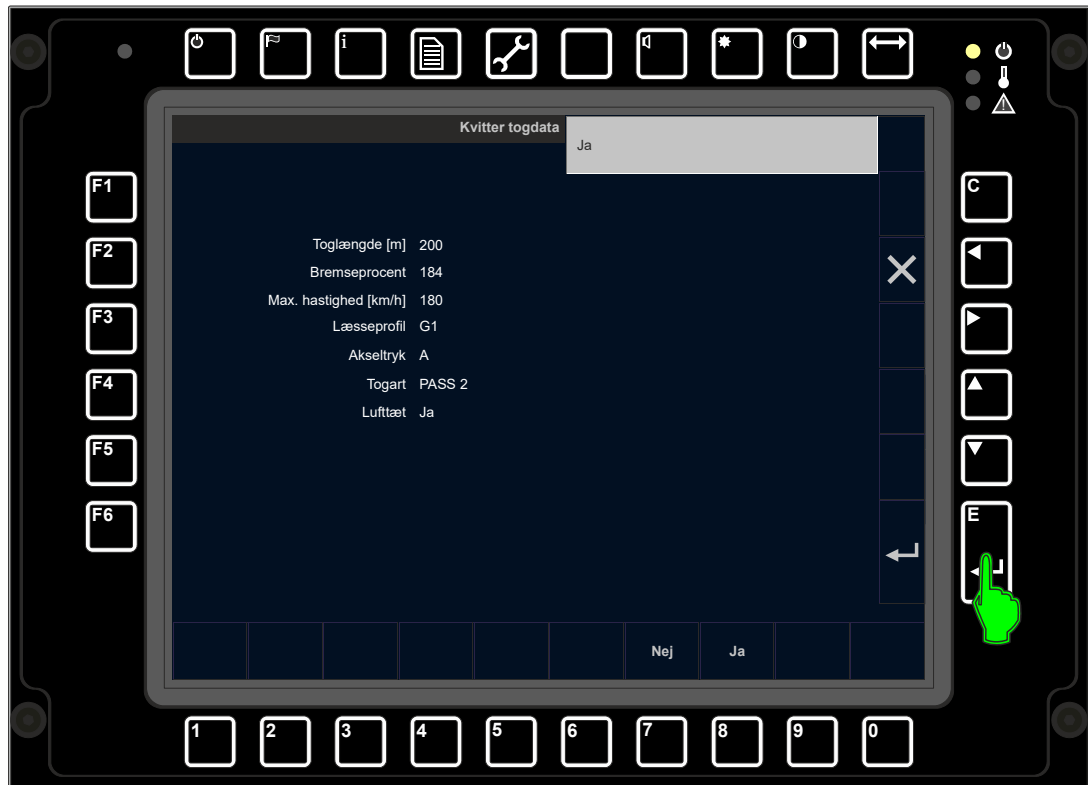 i
Kvitter togdata
Ja
F1
C
F2
Toglængde [m] 200
Bremseprocent 184
Max. hastighed [km/h] 180
F3
Læsseprofil G1
Akseltryk A
F4
Togart PASS 2
Lufttæt Ja
F5
F6
E
Nej Ja
1 2 3 4 5 6 7 8 9 0